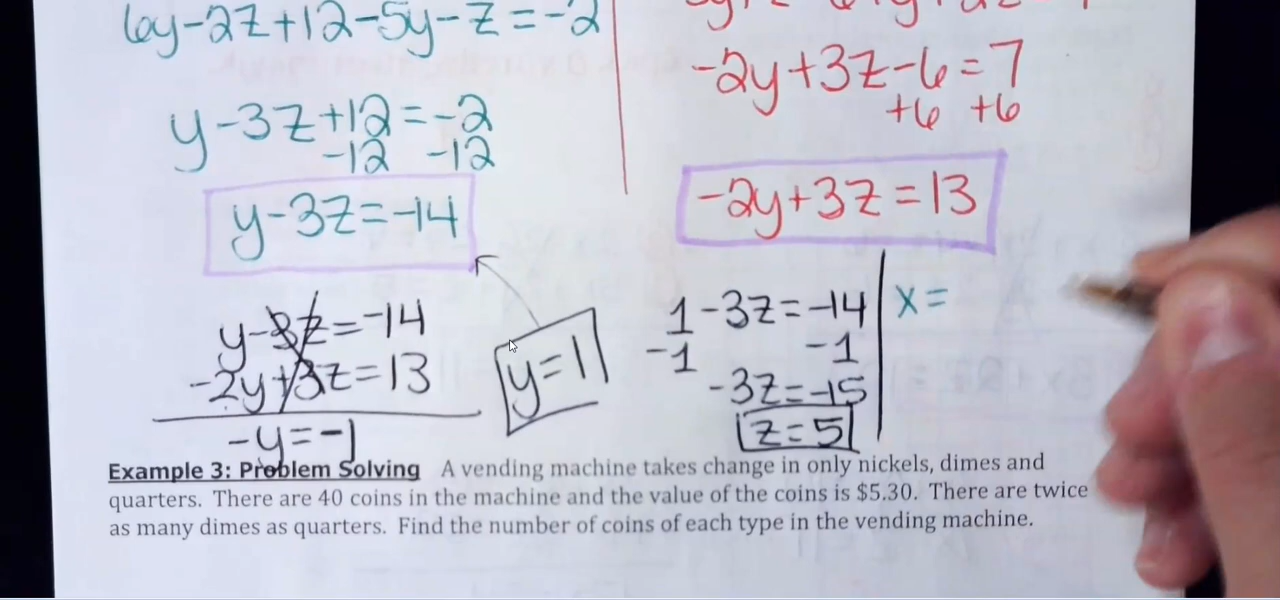 6y-2z+12-5y-z=-2
y-3z+12=-2
-12 -12
y-3z=-14
y-3z=-14
-2y+3z=13
-y=-1
y=1
-2y+3z-6=7
+6 +6
-2y+3z=13
1-3z=-14
-1 -1
-3z=-15
z=5
x=
Example 3: Problem Solving A vending machine takes change in only nickels, dimes and
quarters. There are 40 coins in the machine and the value of the coins is $5.30. There are twice
as many dimes as quarters. Find the number of coins of each type in the vending machine.